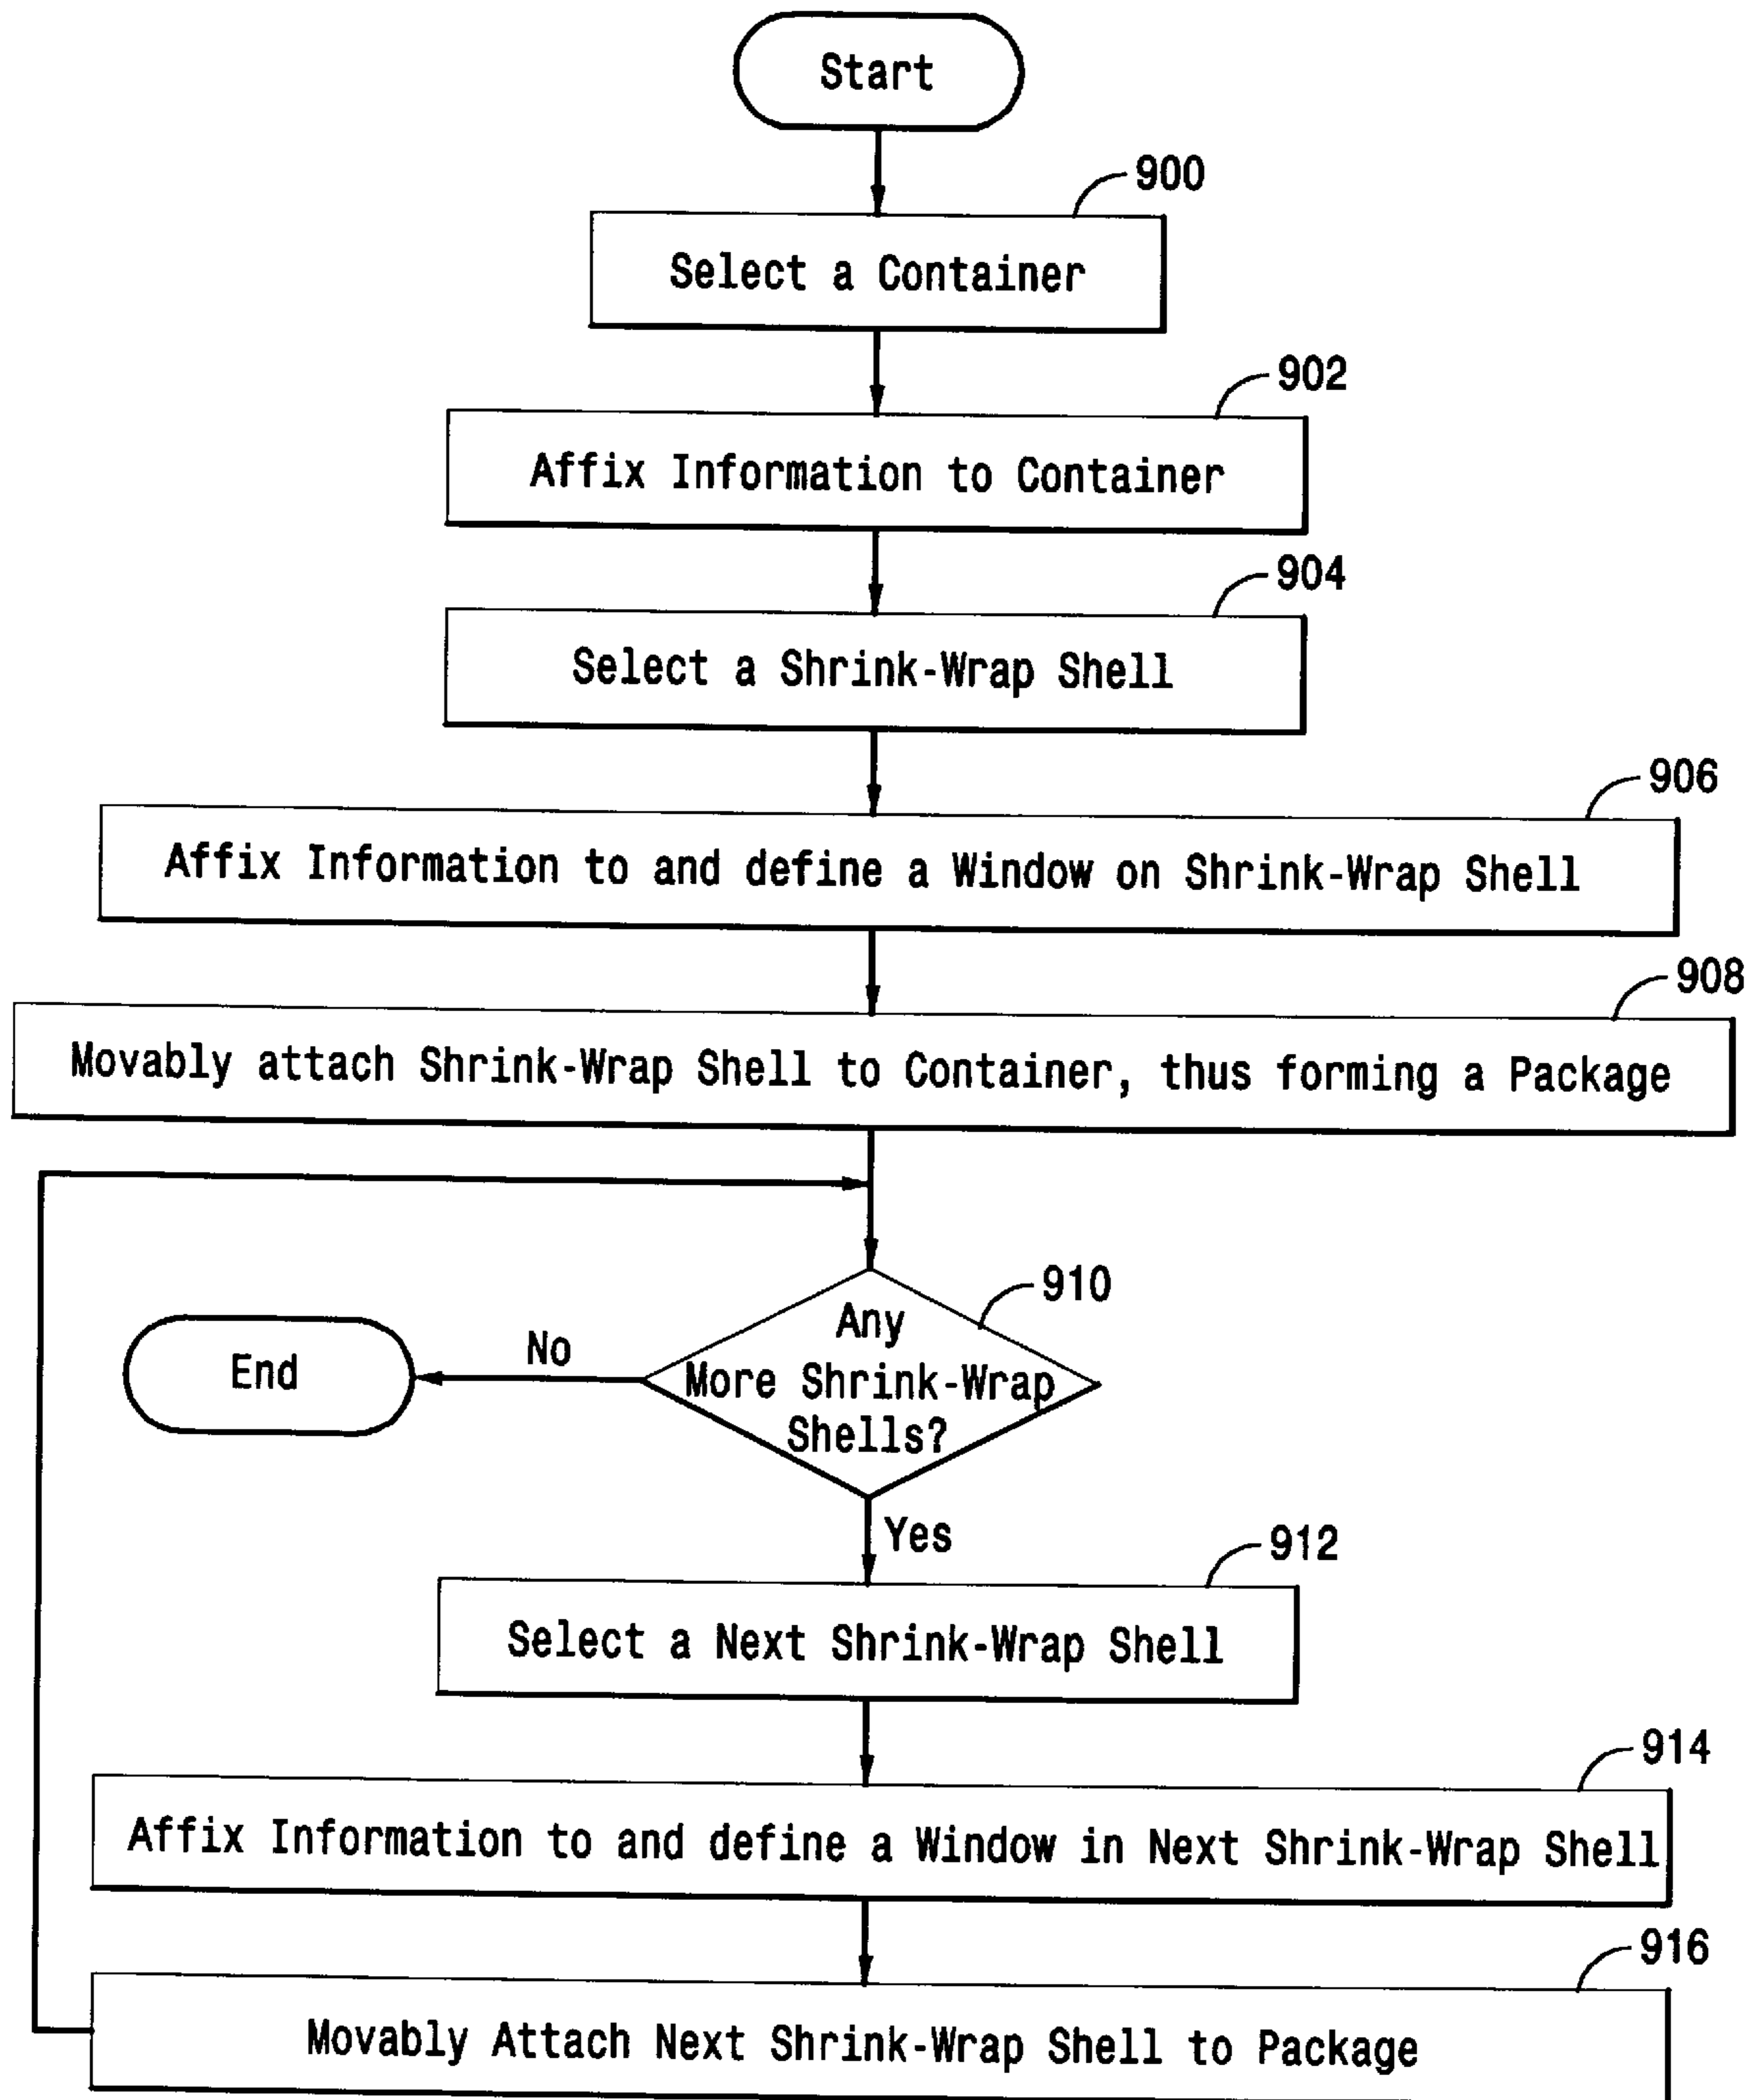 Start
900
Select a Container
902
Affix Information to Container
904
Select a Shrink-Wrap Shell
906
Affix Information to and define a Window on Shrink-Wrap Shell
908
Movably attach Shrink-Wrap Shell to Container, thus forming a Package
910
Any
More Shrink-Wrap
Shells?
No
End
Yes
912
Select a Next Shrink-Wrap Shell
914
Affix Information to and define a Window in Next Shrink-Wrap Shell
916
Movably Attach Next Shrink-Wrap Shell to Package